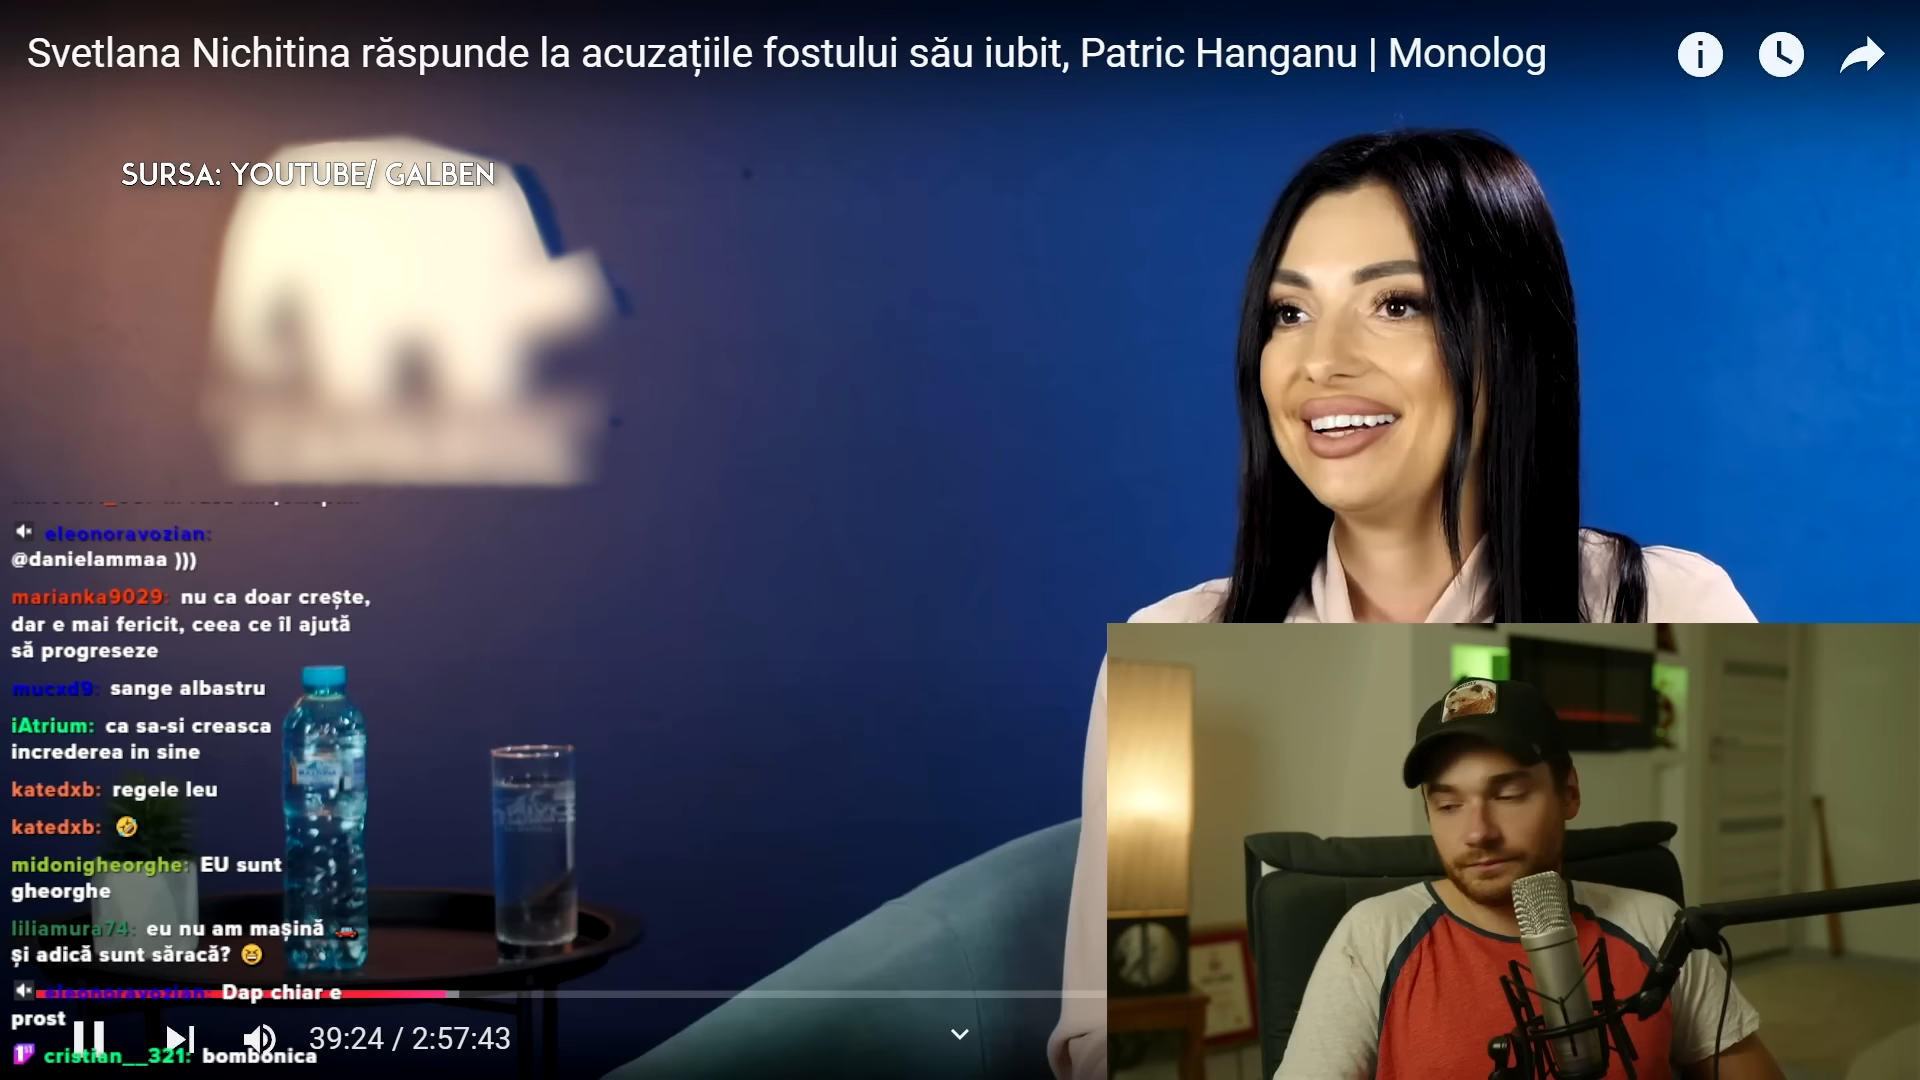 Svetlana Nichitina răspunde la acuzațiile fostului său iubit, Patric Hanganu | Monolog
SURSA: YOUTUBE/ GALBEN
eleonoravozian:
@danielammaa )))
marianka9029: nu ca doar crește,
dar e mai fericit, ceea ce îl ajută
să progreseze
mucxd9: sange albastru
iAtrium: ca sa-si creasca
increderea in sine
katedxb: regele leu
katedxb: 🤣
midonigheorghe: EU sunt
gheorghe
liliamura74: eu nu am mașină 🚗
și adică sunt săracă? 😆
eleonoravozian: Dap chiar e
prost
39:24 / 2:57:43
cristian__321: bombonica